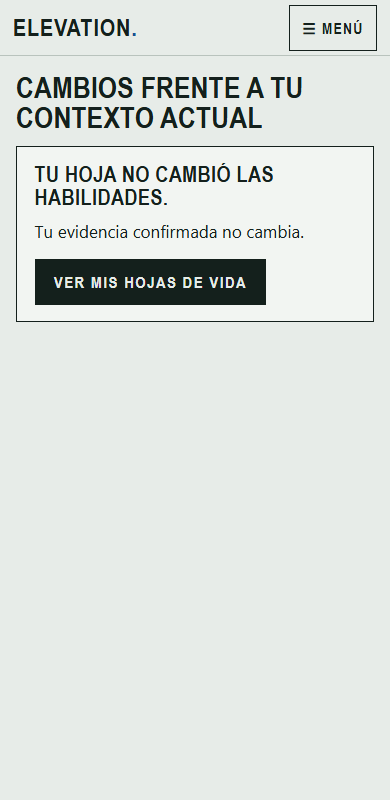 ELEVATION.
☰ MENÚ
CAMBIOS FRENTE A TU
CONTEXTO ACTUAL
TU HOJA NO CAMBIÓ LAS
HABILIDADES.
Tu evidencia confirmada no cambia.
VER MIS HOJAS DE VIDA